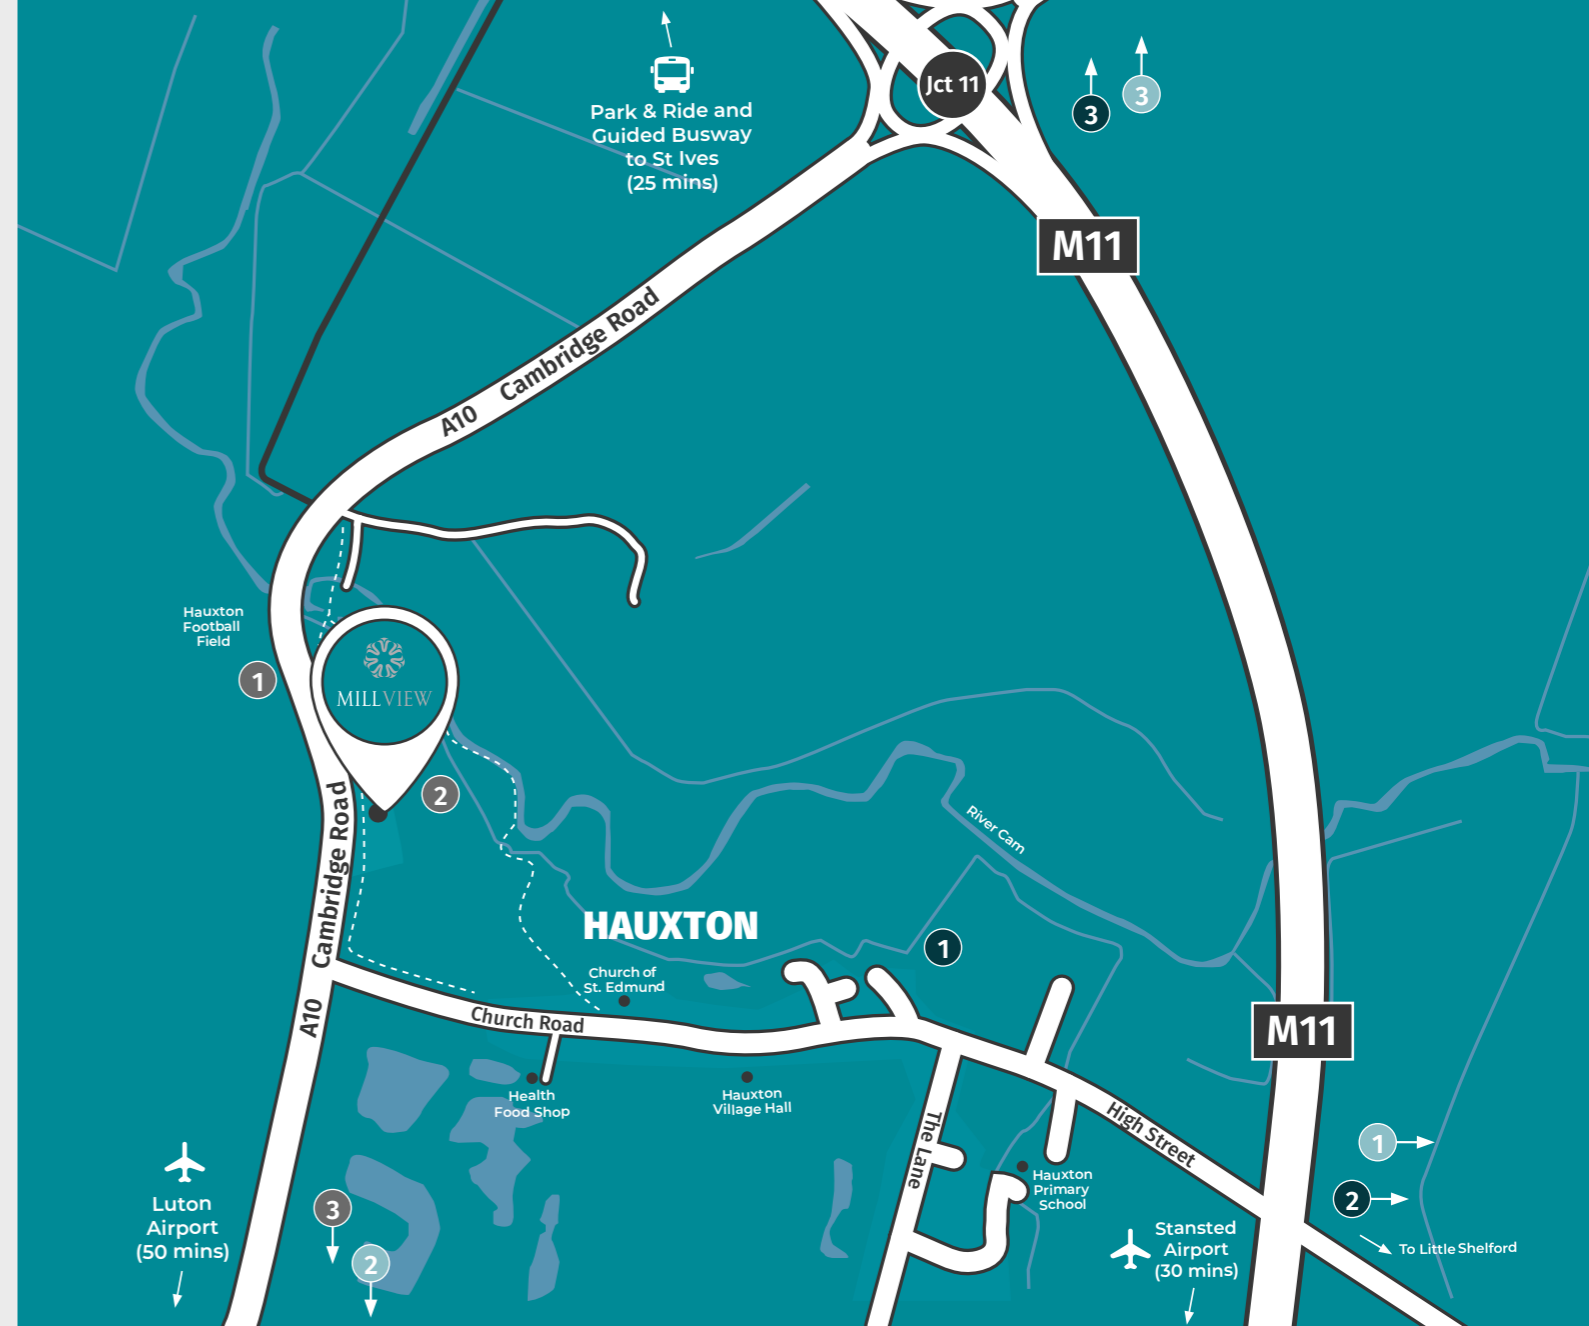 Jct 11
3
3
Park & Ride and
Guided Busway
to St Ives
(25 mins)
M11
A10 Cambridge Road
Hauxton
Football
Field
1
MILLVIEW
2
A10 Cambridge Road
River Cam
HAUXTON
1
Church of
St. Edmund
Church Road
M11
Health
Food Shop
Hauxton
Village Hall
The Lane
High Street
Hauxton
Primary
School
1
2
Luton
Airport
(50 mins)
3
2
Stansted
Airport
(30 mins)
To Little Shelford